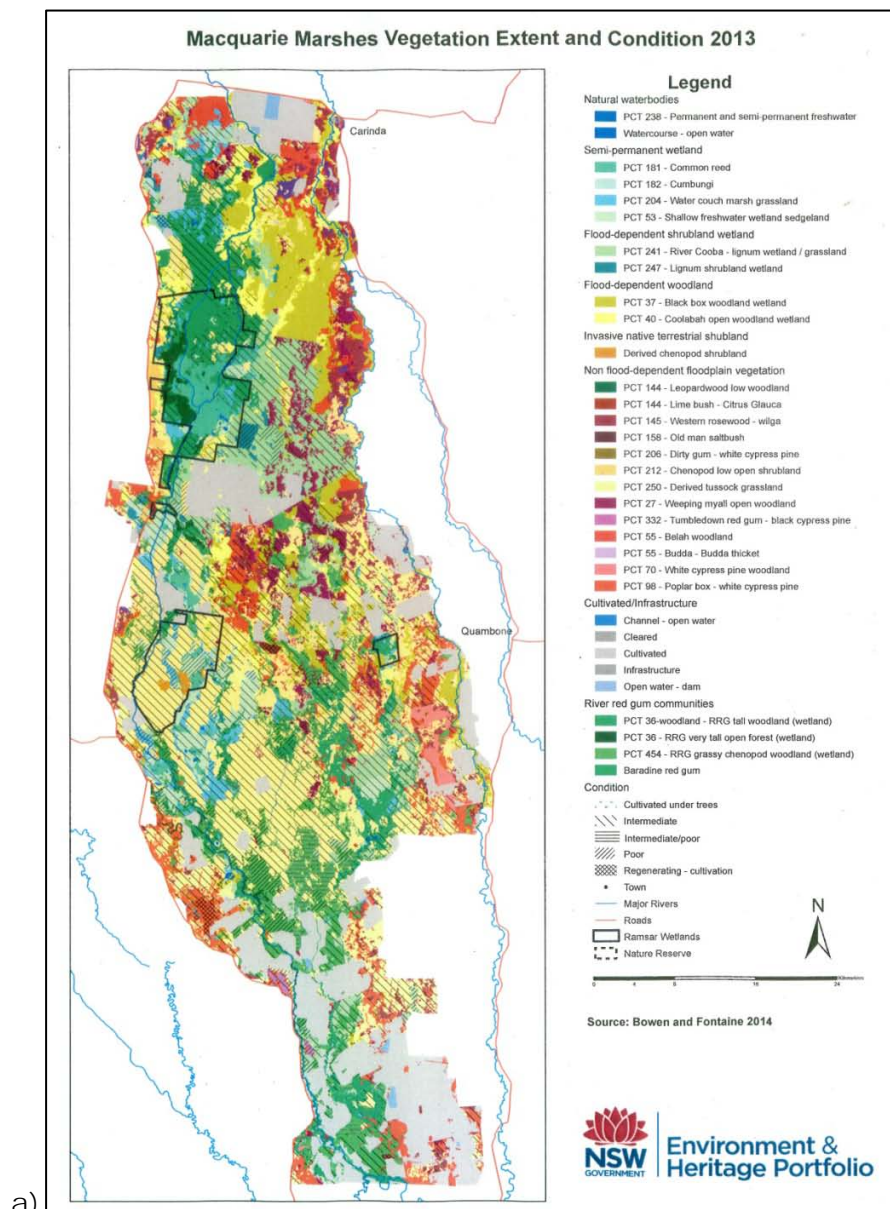 Macquarie Marshes Vegetation Extent and Condition 2013
Carinda
Quambone
Legend
Natural waterbodies
PCT 238 - Permanent and semi-permanent freshwater
Watercourse - open water
Semi-permanent wetland
PCT 181 - Common reed
PCT 182 - Cumbungi
PCT 204 - Water couch marsh grassland
PCT 53 - Shallow freshwater wetland sedgeland
Flood-dependent shrubland wetland
PCT 241 - River Cooba - lignum wetland / grassland
PCT 247 - Lignum shrubland wetland
Flood-dependent woodland
PCT 37 - Black box woodland wetland
PCT 40 - Coolabah open woodland wetland
Invasive native terrestrial shubland
Derived chenopod shrubland
Non flood-dependent floodplain vegetation
PCT 144 - Leopardwood low woodland
PCT 144 - Lime bush - Citrus Glauca
PCT 145 - Western rosewood - wilga
PCT 158 - Old man saltbush
PCT 206 - Dirty gum - white cypress pine
PCT 212 - Chenopod low open shrubland
PCT 250 - Derived tussock grassland
PCT 27 - Weeping myall open woodland
PCT 332 - Tumbledown red gum - black cypress pine
PCT 55 - Belah woodland
PCT 55 - Budda - Budda thicket
PCT 70 - White cypress pine woodland
PCT 98 - Poplar box - white cypress pine
Cultivated/Infrastructure
Channel - open water
Cleared
Cultivated
Infrastructure
Open water - dam
River red gum communities
PCT 36-woodland - RRG tall woodland (wetland)
PCT 36 - RRG very tall open forest (wetland)
PCT 454 - RRG grassy chenopod woodland (wetland)
Baradine red gum
Condition
Cultivated under trees
Intermediate
Intermediate/poor
Poor
Regenerating - cultivation
Town
Major Rivers
Roads
Ramsar Wetlands
Nature Reserve
N
0 4 8 16 24
Source: Bowen and Fontaine 2014
NSW
GOVERNMENT
Environment &
Heritage Portfolio
a)